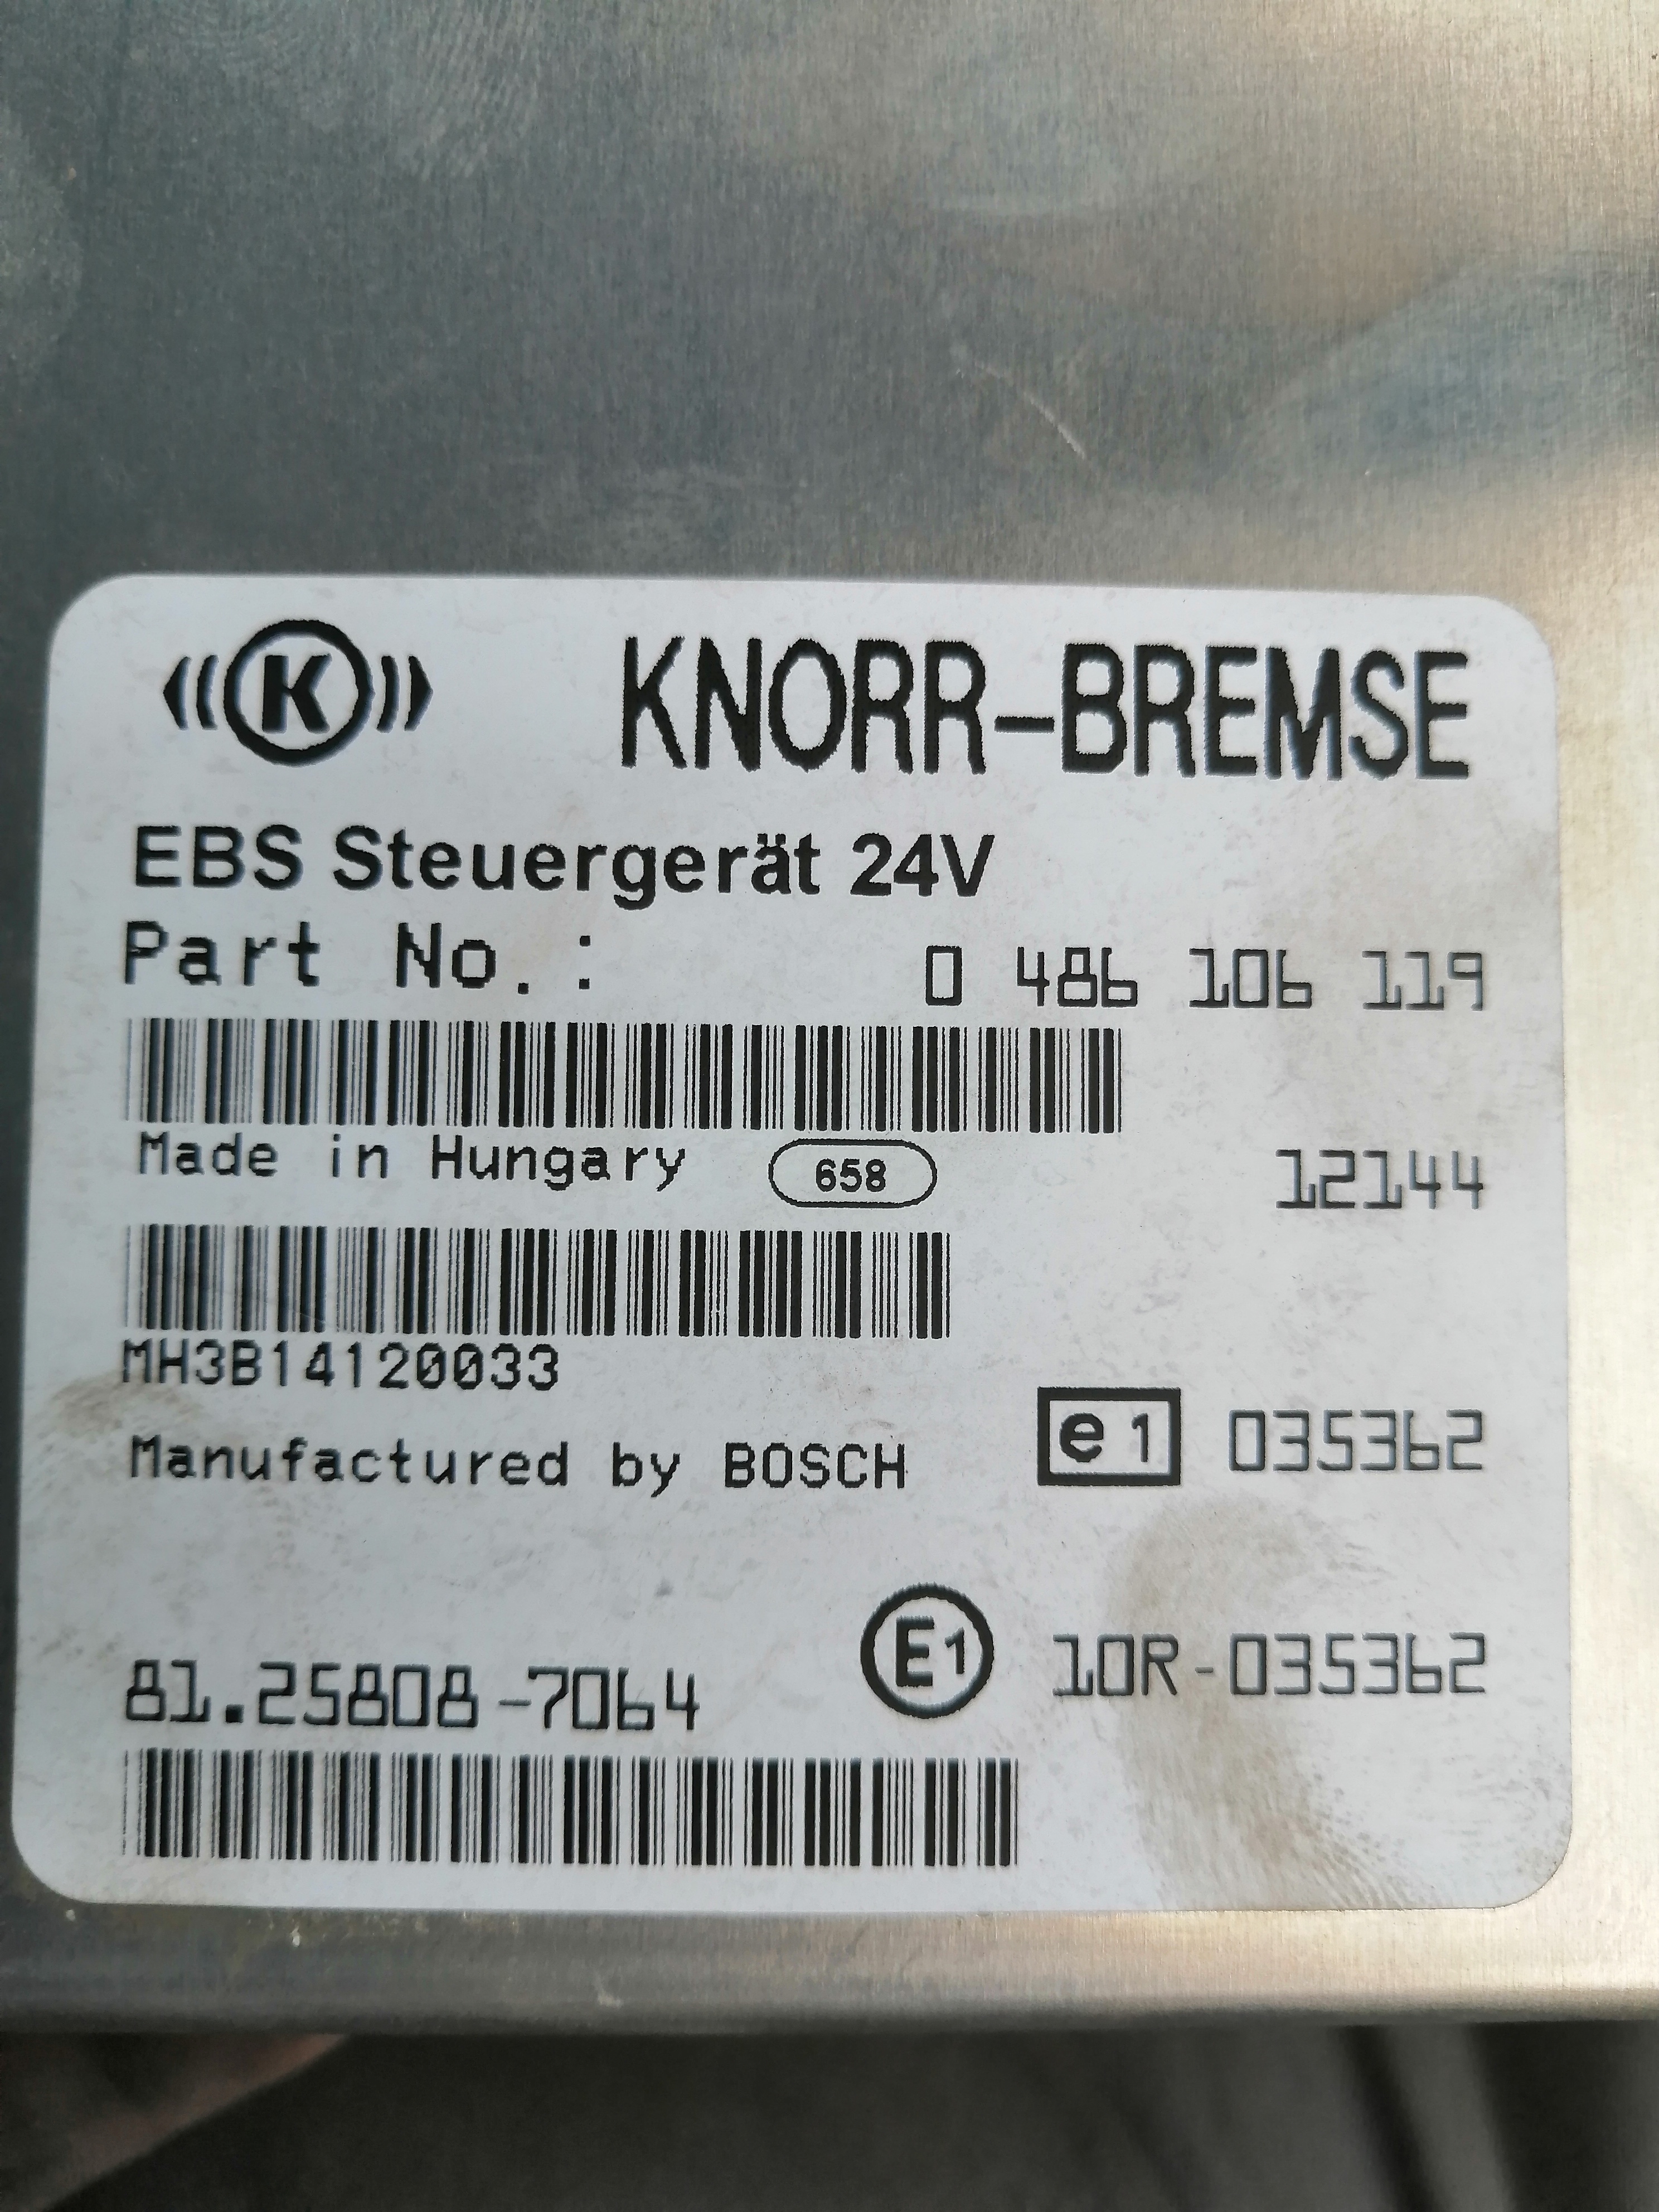 K KNORR-BREMSE
EBS Steuergerät 24V
Part No.: 0 486 106 119
Made in Hungary 658 12144
MH3B14120033
Manufactured by BOSCH e1 035362
81.25808-7064 E1 10R-035362